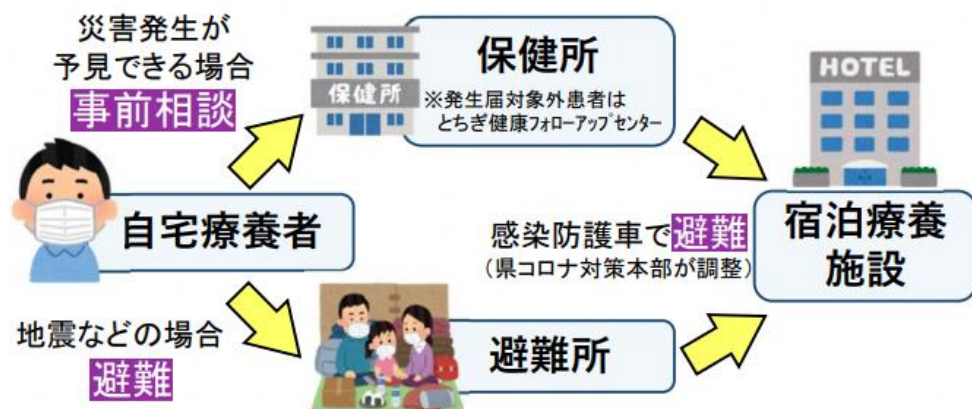 災害発生が
予見できる場合
事前相談
保健所
保健所
※発生届対象外患者は
とちぎ健康フォローアップセンター
HOTEL
自宅療養者
感染防護車で避難
(県コロナ対策本部が調整)
宿泊療養
施設
地震などの場合
避難
避難所